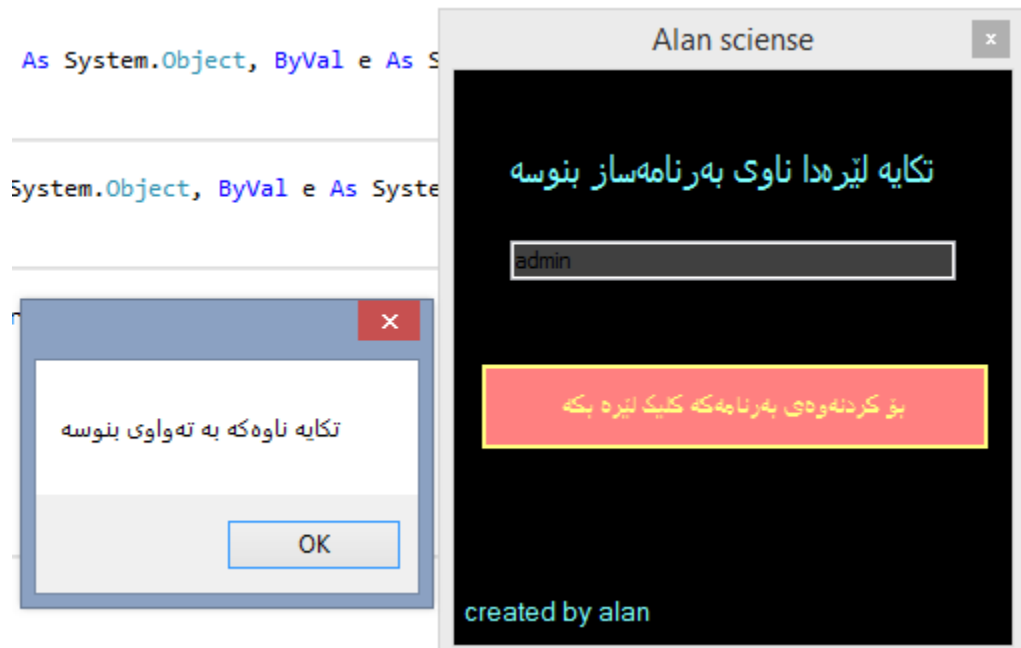 As System.Object, ByVal e As S
System.Object, ByVal e As Syste
تکایه ناوەکە بە تەواوی بنوسە
OK
Alan sciense
x
تکایە لێرەدا ناوی بەرنامەساز بنوسە
admin
بۆ کردنەوەی بەرنامەکە کلیک لێرە بکە
created by alan